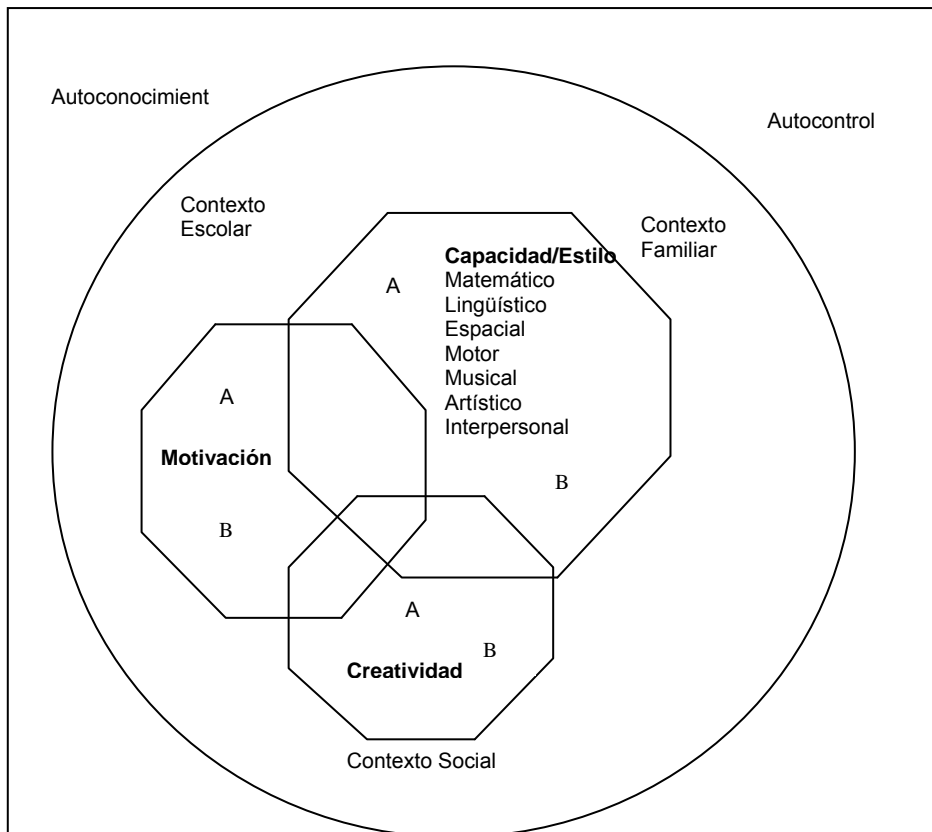 Autoconocimient
Autocontrol
Contexto
Escolar
Contexto
Familiar
Capacidad/Estilo
A
Matemático
Lingüístico
Espacial
Motor
Musical
Artístico
Interpersonal
A
Motivación
B
B
A
B
Creatividad
Contexto Social